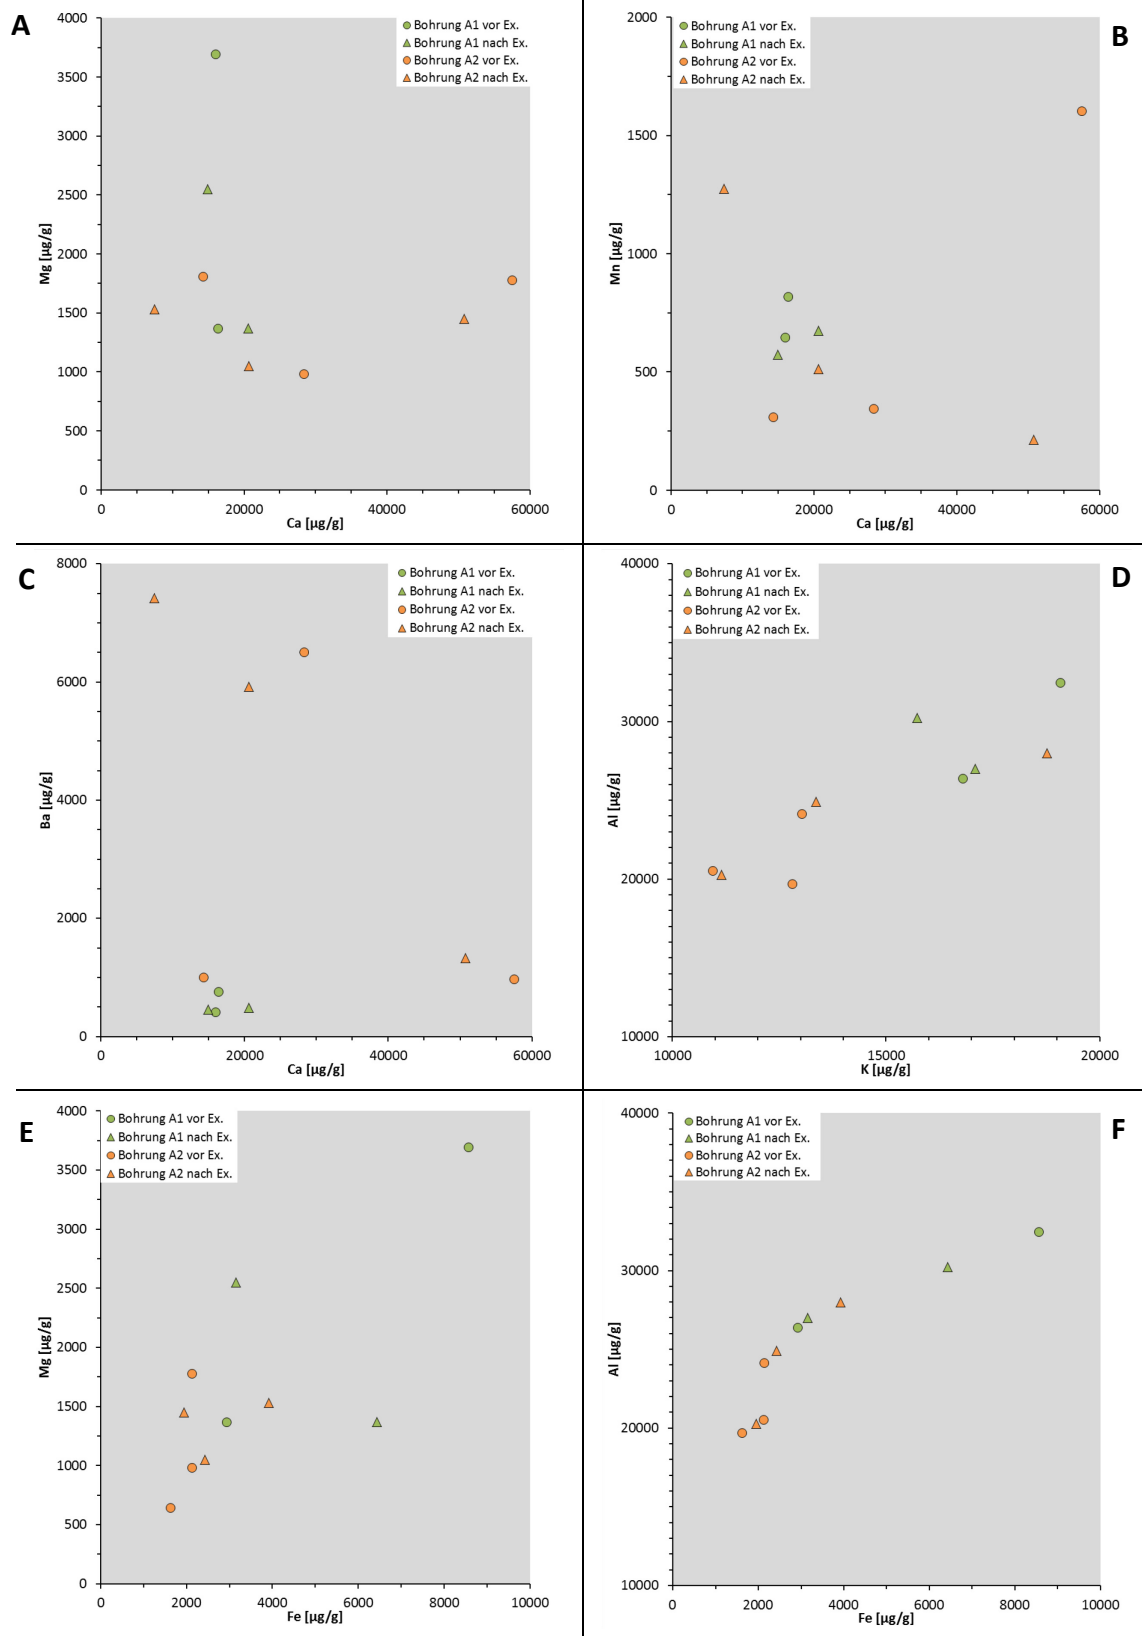 A
4000
3500
3000
2500
2000
1500
1000
500
0
Mg [µg/g]
0 20000 40000 60000
Ca [µg/g]
Bohrung A1 vor Ex.
Bohrung A1 nach Ex.
Bohrung A2 vor Ex.
Bohrung A2 nach Ex.
B
2000
1500
1000
500
0
Mn [µg/g]
0 20000 40000 60000
Ca [µg/g]
Bohrung A1 vor Ex.
Bohrung A1 nach Ex.
Bohrung A2 vor Ex.
Bohrung A2 nach Ex.
C
8000
6000
4000
2000
0
Ba [µg/g]
0 20000 40000 60000
Ca [µg/g]
Bohrung A1 vor Ex.
Bohrung A1 nach Ex.
Bohrung A2 vor Ex.
Bohrung A2 nach Ex.
D
40000
30000
20000
10000
Al [µg/g]
10000 15000 20000
K [µg/g]
Bohrung A1 vor Ex.
Bohrung A1 nach Ex.
Bohrung A2 vor Ex.
Bohrung A2 nach Ex.
E
4000
3500
3000
2500
2000
1500
1000
500
0
Mg [µg/g]
0 2000 4000 6000 8000 10000
Fe [µg/g]
Bohrung A1 vor Ex.
Bohrung A1 nach Ex.
Bohrung A2 vor Ex.
Bohrung A2 nach Ex.
F
40000
30000
20000
10000
Al [µg/g]
0 2000 4000 6000 8000 10000
Fe [µg/g]
Bohrung A1 vor Ex.
Bohrung A1 nach Ex.
Bohrung A2 vor Ex.
Bohrung A2 nach Ex.